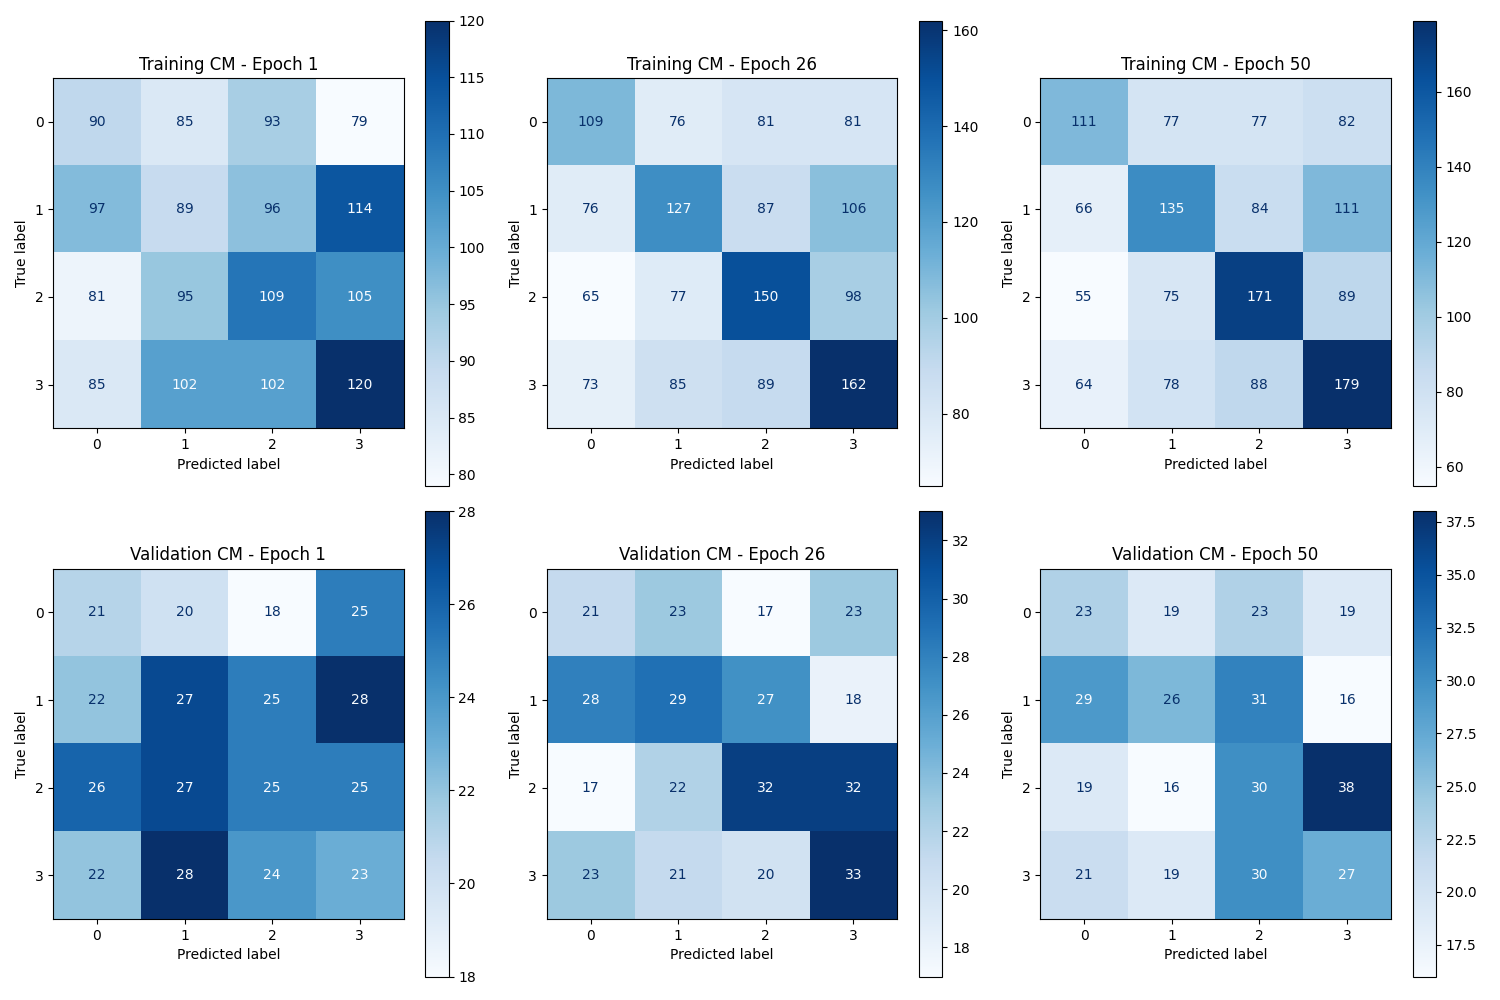 Training CM - Epoch 1
0 90 85 93 79
1 97 89 96 114
2 81 95 109 105
3 85 102 102 120
0 1 2 3
Predicted label
True label
120
115
110
105
100
95
90
85
80
Training CM - Epoch 26
0 109 76 81 81
1 76 127 87 106
2 65 77 150 98
3 73 85 89 162
0 1 2 3
Predicted label
True label
160
140
120
100
80
Training CM - Epoch 50
0 111 77 77 82
1 66 135 84 111
2 55 75 171 89
3 64 78 88 179
0 1 2 3
Predicted label
True label
160
140
120
100
80
60
Validation CM - Epoch 1
0 21 20 18 25
1 22 27 25 28
2 26 27 25 25
3 22 28 24 23
0 1 2 3
Predicted label
True label
28
26
24
22
20
18
Validation CM - Epoch 26
0 21 23 17 23
1 28 29 27 18
2 17 22 32 32
3 23 21 20 33
0 1 2 3
Predicted label
True label
32
30
28
26
24
22
20
18
Validation CM - Epoch 50
0 23 19 23 19
1 29 26 31 16
2 19 16 30 38
3 21 19 30 27
0 1 2 3
Predicted label
True label
37.5
35.0
32.5
30.0
27.5
25.0
22.5
20.0
17.5